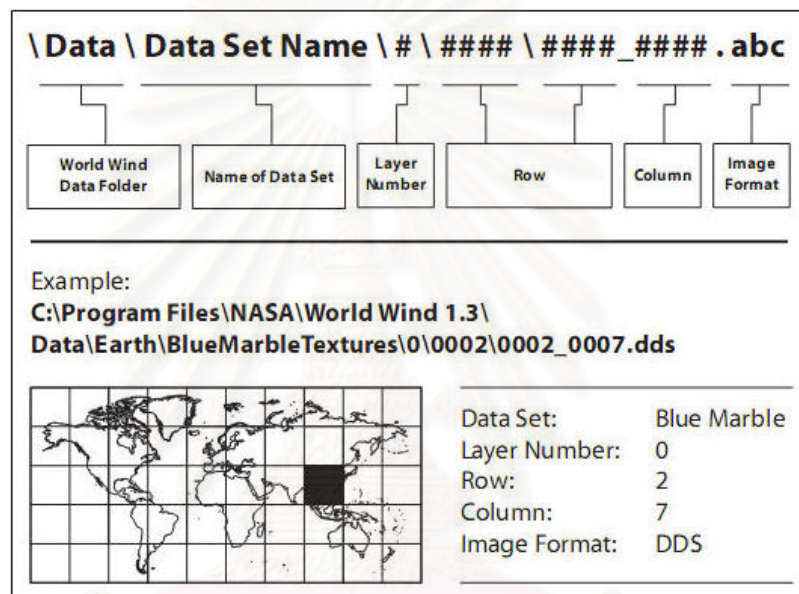 \ Data \ Data Set Name \ # \ #### \ ####_#### . abc
World Wind
Data Folder
Name of Data Set
Layer
Number
Row
Column
Image
Format
Example:
C:\Program Files\NASA\World Wind 1.3\
Data\Earth\BlueMarbleTextures\0\0002\0002_0007.dds
Data Set: Blue Marble
Layer Number: 0
Row: 2
Column: 7
Image Format: DDS